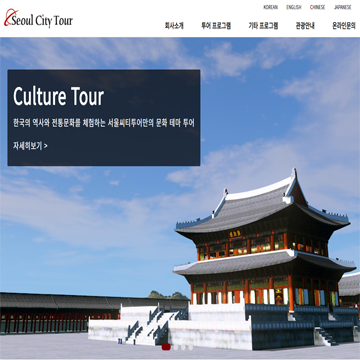 KOREAN ENGLISH CHINESE JAPANESE
Seoul City Tour
회사소개 투어 프로그램 기타 프로그램 관광안내 온라인문의
Culture Tour
한국의 역사와 전통문화를 체험하는 서울씨티투어만의 문화 테마 투어
자세히보기 >